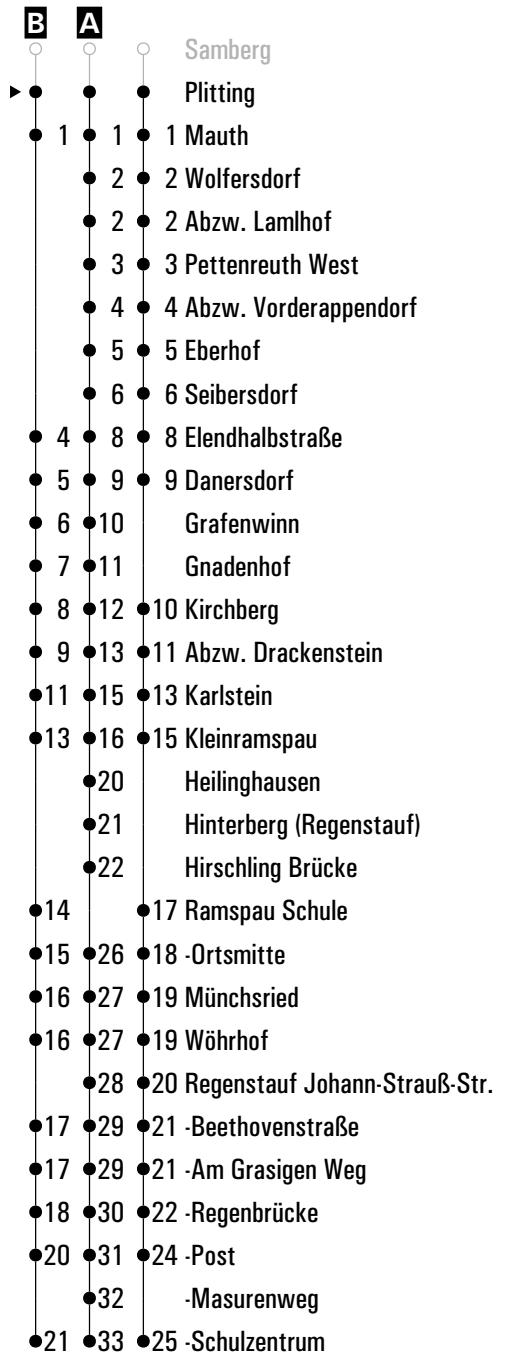 B A
Samberg
Plitting
1 1 1 Mauth
2 2 Wolfersdorf
2 2 Abzw. Lamlhof
3 3 Pettenreuth West
4 4 Abzw. Vorderappendorf
5 5 Eberhof
6 6 Seibersdorf
4 8 8 Elendhalbstraße
5 9 9 Danersdorf
6 10 Grafenwinn
7 11 Gnadenhof
8 12 10 Kirchberg
9 13 11 Abzw. Drackenstein
11 15 13 Karlstein
13 16 15 Kleinramspau
20 Heilinghausen
21 Hinterberg (Regenstauf)
22 Hirschling Brücke
14 17 Ramspau Schule
15 26 18 -Ortsmitte
16 27 19 Münchsried
16 27 19 Wöhrhof
28 20 Regenstauf Johann-Strauß-Str.
17 29 21 -Beethovenstraße
17 29 21 -Am Grasigen Weg
18 30 22 -Regenbrücke
20 31 24 -Post
32 -Masurenweg
21 33 25 -Schulzentrum